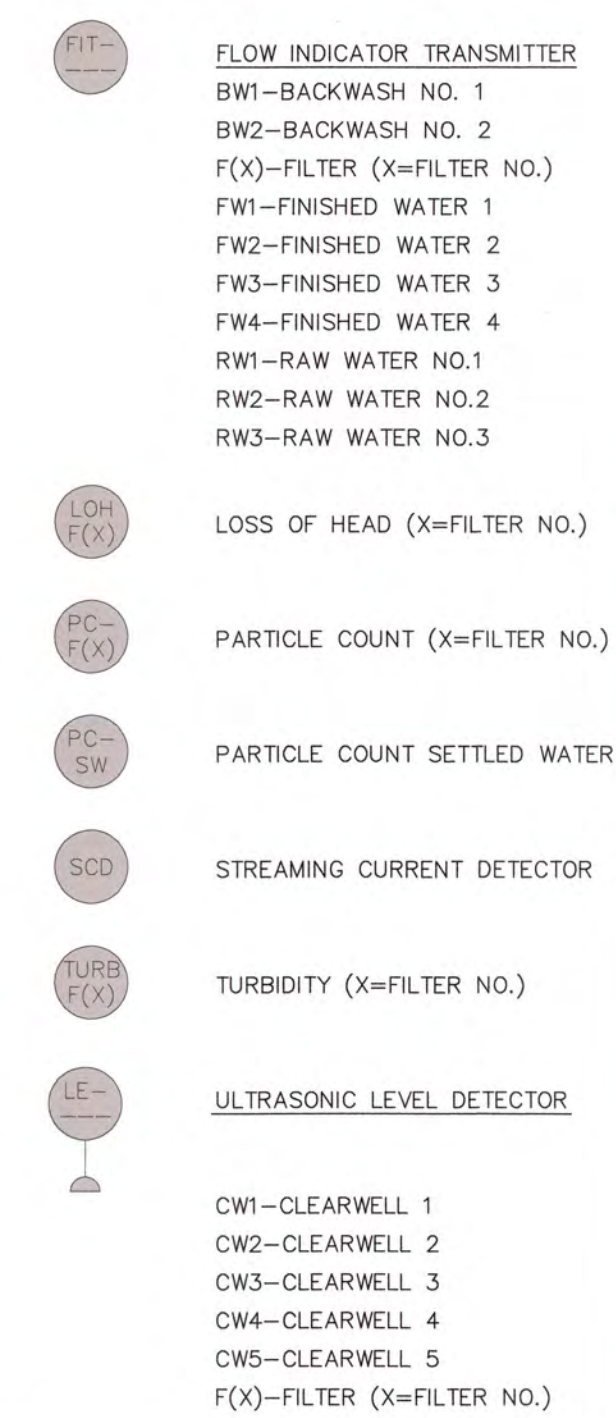 FIT-
___
FLOW INDICATOR TRANSMITTER
BW1-BACKWASH NO. 1
BW2-BACKWASH NO. 2
F(X)-FILTER (X=FILTER NO.)
FW1-FINISHED WATER 1
FW2-FINISHED WATER 2
FW3-FINISHED WATER 3
FW4-FINISHED WATER 4
RW1-RAW WATER NO.1
RW2-RAW WATER NO.2
RW3-RAW WATER NO.3
LOH
F(X)
LOSS OF HEAD (X=FILTER NO.)
PC-
F(X)
PARTICLE COUNT (X=FILTER NO.)
PC-
SW
PARTICLE COUNT SETTLED WATER
SCD
STREAMING CURRENT DETECTOR
TURB
F(X)
TURBIDITY (X=FILTER NO.)
LE-
___
ULTRASONIC LEVEL DETECTOR
CW1-CLEARWELL 1
CW2-CLEARWELL 2
CW3-CLEARWELL 3
CW4-CLEARWELL 4
CW5-CLEARWELL 5
F(X)-FILTER (X=FILTER NO.)